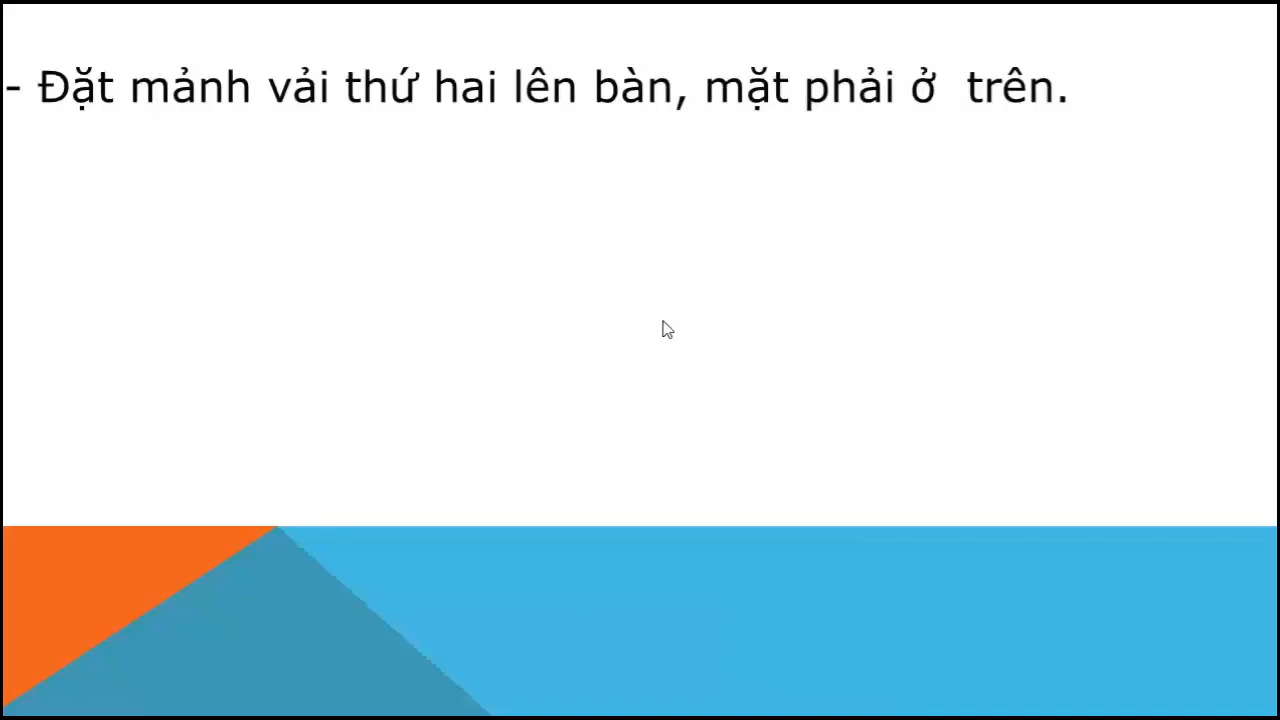 - Đặt mảnh vải thứ hai lên bàn, mặt phải ở  trên.